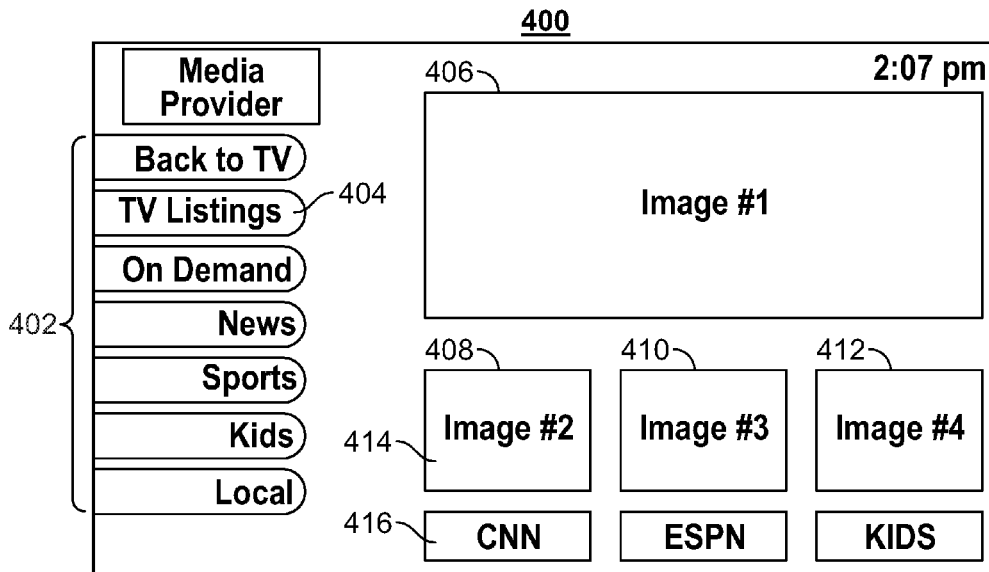 400
Media
Provider
2:07 pm
406
Back to TV
TV Listings
404
On Demand
Image #1
402
News
Sports
Kids
Local
408
410
412
Image #2
Image #3
Image #4
414
416
CNN
ESPN
KIDS